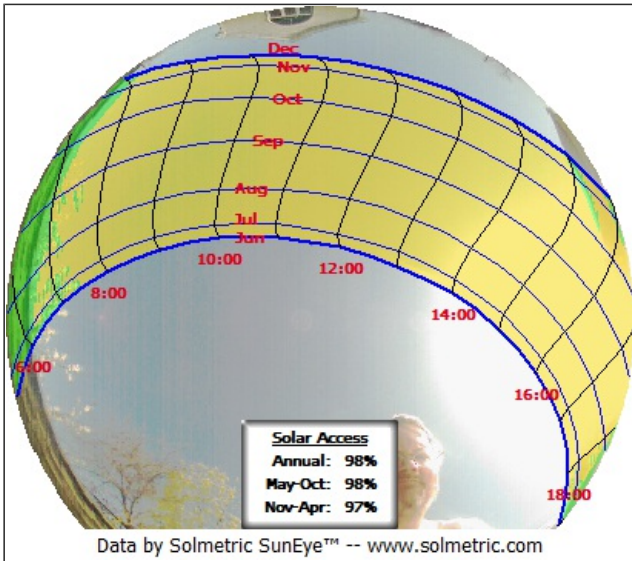 Dec
Nov
Oct
Sep
Aug
Jul
Jun
10:00
12:00
8:00
14:00
6:00
16:00
18:00
Solar Access
Annual: 98%
May-Oct: 98%
Nov-Apr: 97%
Data by Solmetric SunEye™ -- www.solmetric.com